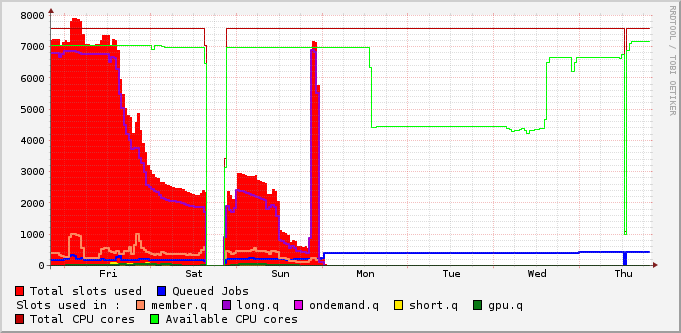 8000
7000
6000
5000
4000
3000
2000
1000
0
Fri Sat Sun Mon Tue Wed Thu
Total slots used Queued Jobs
Slots used in : member.q long.q ondemand.q short.q gpu.q
Total CPU cores Available CPU cores
RRDTOOL / TOBI OETIKER